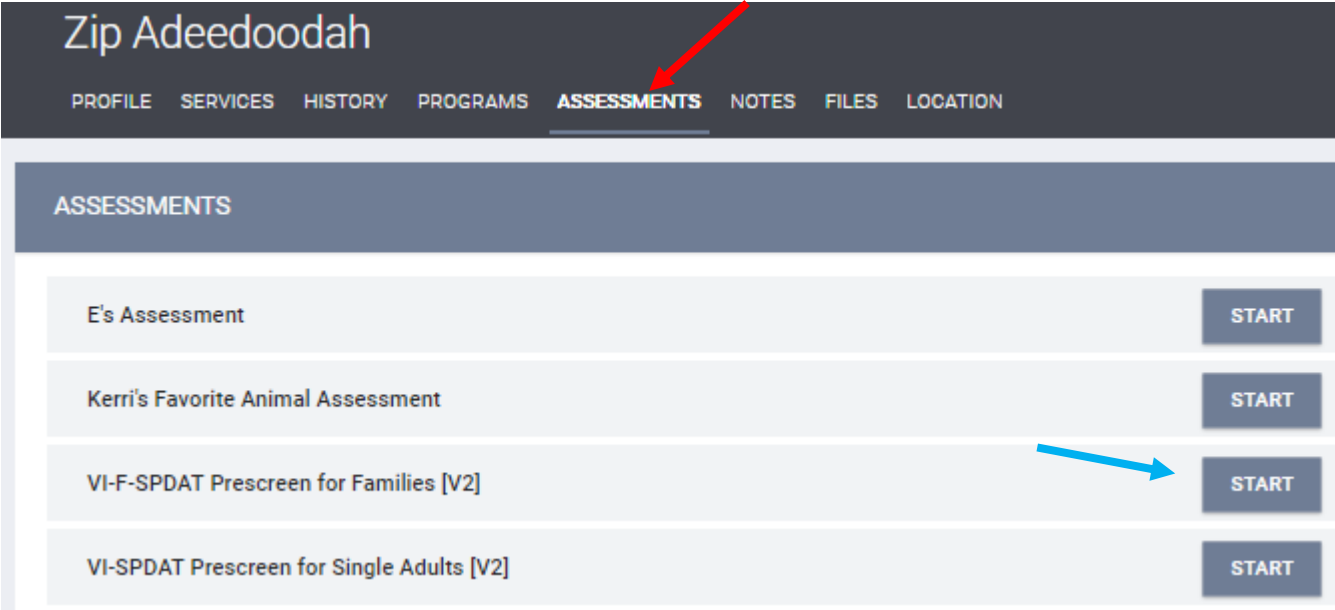 Zip Adeedoodah
PROFILE SERVICES HISTORY PROGRAMS ASSESSMENTS NOTES FILES LOCATION
ASSESSMENTS
E's Assessment START
Kerri's Favorite Animal Assessment START
VI-F-SPDAT Prescreen for Families [V2] START
VI-SPDAT Prescreen for Single Adults [V2] START